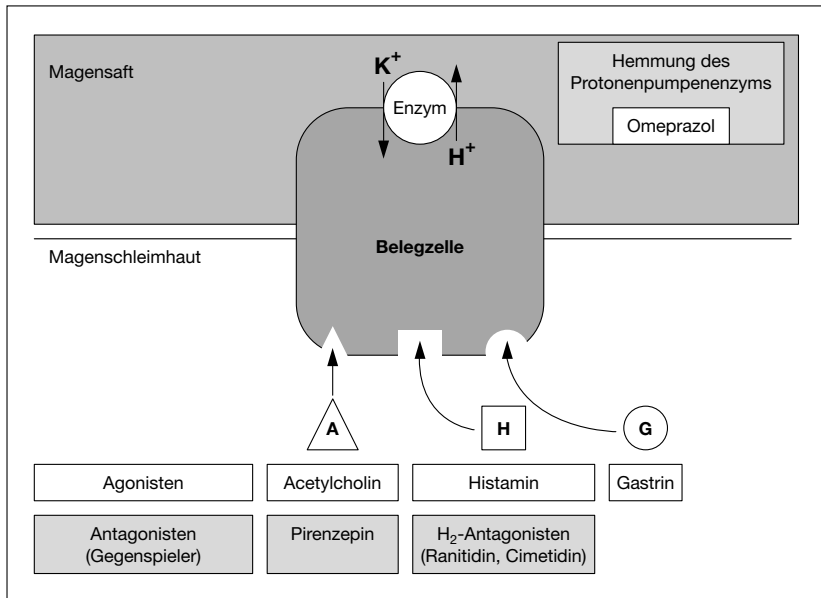 Magensaft
K+
Enzym
H+
Hemmung des
Protonenpumpenenzyms
Omeprazol
Magenschleimhaut
Belegzelle
A
H
G
Agonisten
Acetylcholin
Histamin
Gastrin
Antagonisten
(Gegenspieler)
Pirenzepin
H₂-Antagonisten
(Ranitidin, Cimetidin)